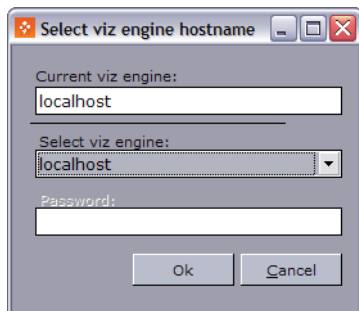 Select viz engine hostname
Current viz engine:
localhost
Select viz engine:
localhost
Password:
Ok
Cancel